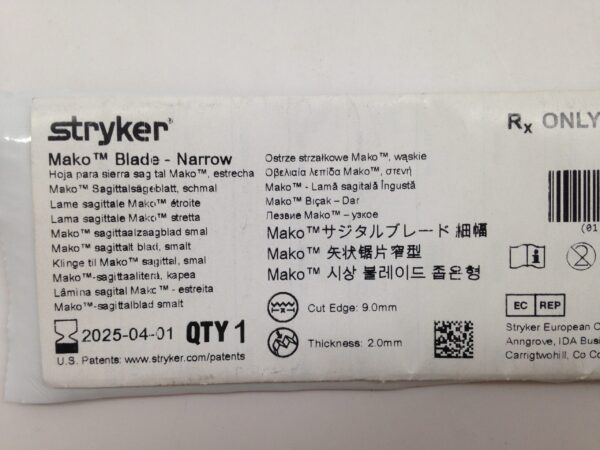 stryker®
Mako™ Blade - Narrow
Hoja para sierra sagital Mako™, estrecha
Mako™ Sagittalsägeblatt, schmal
Lame sagittale Mako™ étroite
Lama sagittale Mako™ stretta
Mako™ sagittaalzaagblad smal
Mako™ sagittalt blad, smalt
Klinge til Mako™ sagittal, smal
Mako™-sagittaaliterä, kapea
Lâmina sagital Mako™ - estreita
Mako™-sagittalblad smalt
2025-04-01 QTY 1
U.S. Patents: www.stryker.com/patents
Ostrze strzałkowe Mako™, wąskie
Οβελιαία λεπίδα Mako™, στενή
Mako™ - Lamă sagitală îngustă
Mako™ Bıçak – Dar
Лезвие Mako™ – узкое
Mako™サジタルブレード 細幅
Mako™ 矢状锯片窄型
Mako™ 시상 블레이드 좁은형
Cut Edge: 9.0mm
Thickness: 2.0mm
Rx ONLY
(01
EC REP
Stryker European
Anngrove, IDA
Carrigtwohill, Co